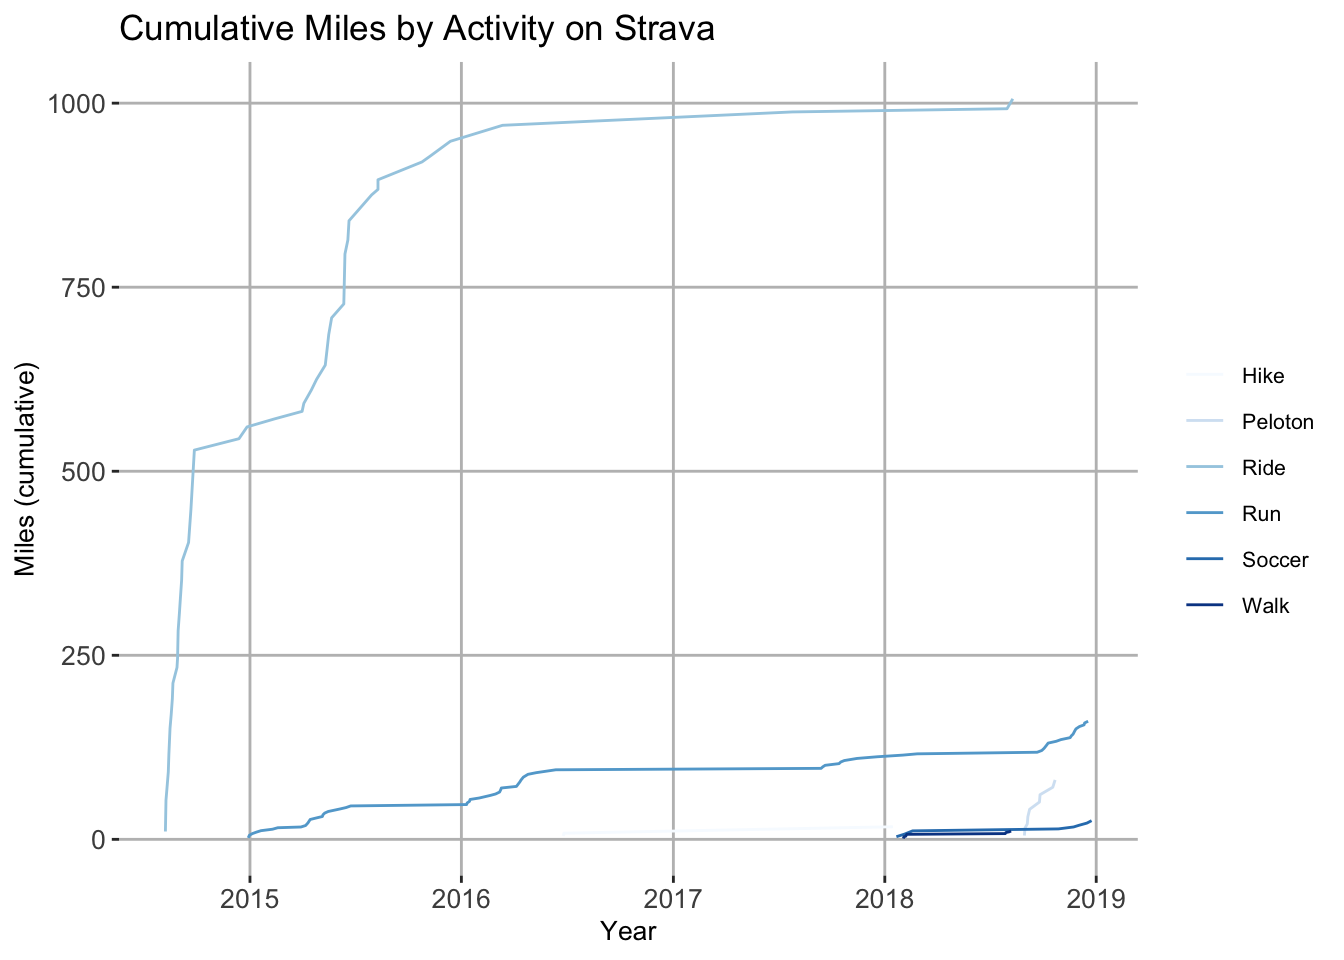 Cumulative Miles by Activity on Strava
Miles (cumulative)
1000
750
500
250
0
2015 2016 2017 2018 2019
Year
Hike
Peloton
Ride
Run
Soccer
Walk